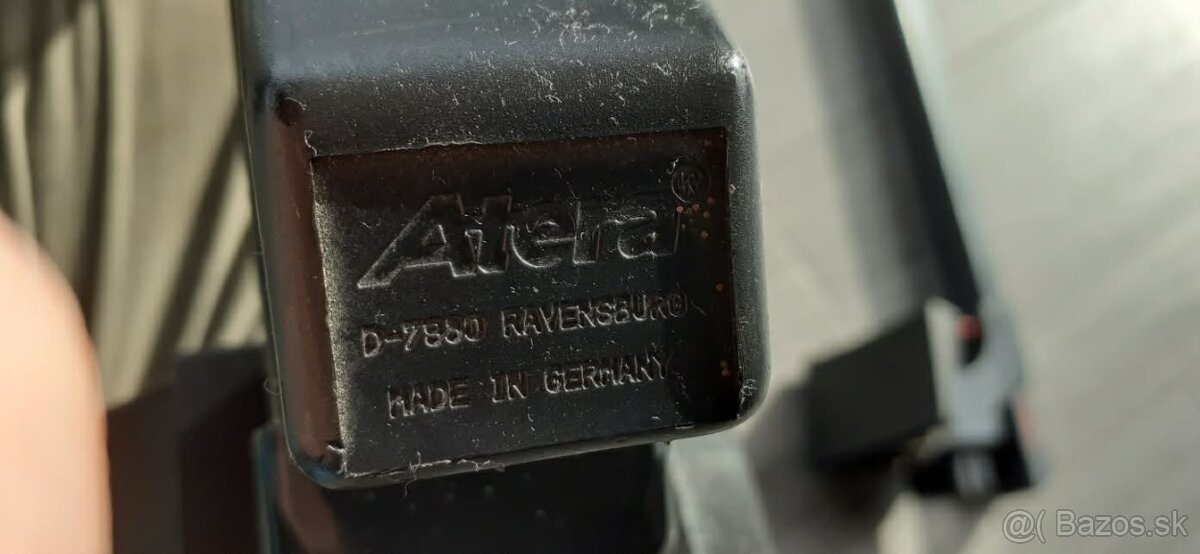 Atera®
D-7980 RAVENSBURG
MADE IN GERMANY
@( Bazos.sk